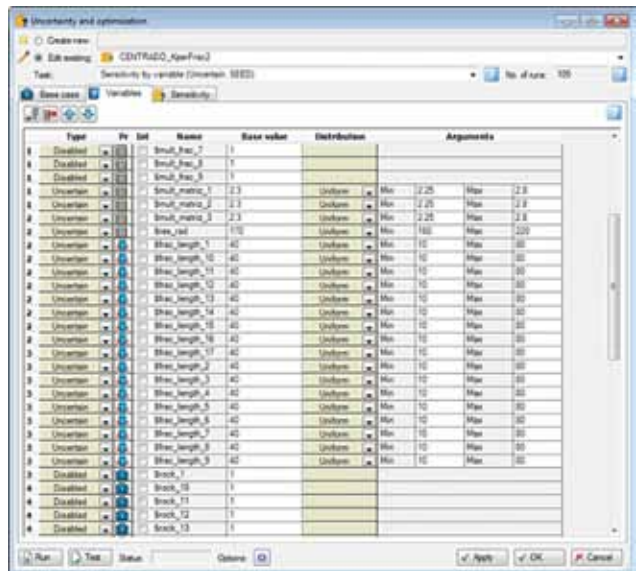 Uncertainty and optimization
Create new
Edit existing: CENTRADO_KperFrac2
Task: Sensitivity by variable (Uncertain, SEED) No. of runs: 105
Base case Variables Sensitivity
Type Pr Int Name Base value Distribution Arguments
Disabled $mult_frac_7 1
Disabled $mult_frac_8 1
Disabled $mult_frac_9 1
Uncertain $mult_matriz_1 2.3 Uniform Min 2.25 Max 2.8
Uncertain $mult_matriz_2 2.3 Uniform Min 2.25 Max 2.8
Uncertain $mult_matriz_3 2.3 Uniform Min 2.25 Max 2.8
Uncertain 170 Uniform Min 160 Max 220
Uncertain $frac_length_1 40 Uniform Min 10 Max 80
Uncertain $frac_length_10 40 Uniform Min 10 Max 80
Uncertain $frac_length_11 40 Uniform Min 10 Max 80
Uncertain $frac_length_12 40 Uniform Min 10 Max 80
Uncertain $frac_length_13 40 Uniform Min 10 Max 80
Uncertain $frac_length_14 40 Uniform Min 10 Max 80
Uncertain $frac_length_15 40 Uniform Min 10 Max 80
Uncertain $frac_length_16 40 Uniform Min 10 Max 80
Uncertain $frac_length_17 40 Uniform Min 10 Max 80
Uncertain $frac_length_2 40 Uniform Min 10 Max 80
Uncertain $frac_length_3 40 Uniform Min 10 Max 80
Uncertain $frac_length_4 40 Uniform Min 10 Max 80
Uncertain $frac_length_5 40 Uniform Min 10 Max 80
Uncertain $frac_length_6 40 Uniform Min 10 Max 80
Uncertain $frac_length_7 40 Uniform Min Max 80
Uncertain $frac_length_8 40 Uniform Min 10 Max 80
Uncertain $frac_length_9 40 Uniform Min 10 Max 80
Disabled $rock_1 1
Disabled $rock_10 1
Disabled $rock_11 1
Disabled $rock_12 1
Disabled $rock_13 1
Run Test Status: Options: Apply OK Cancel